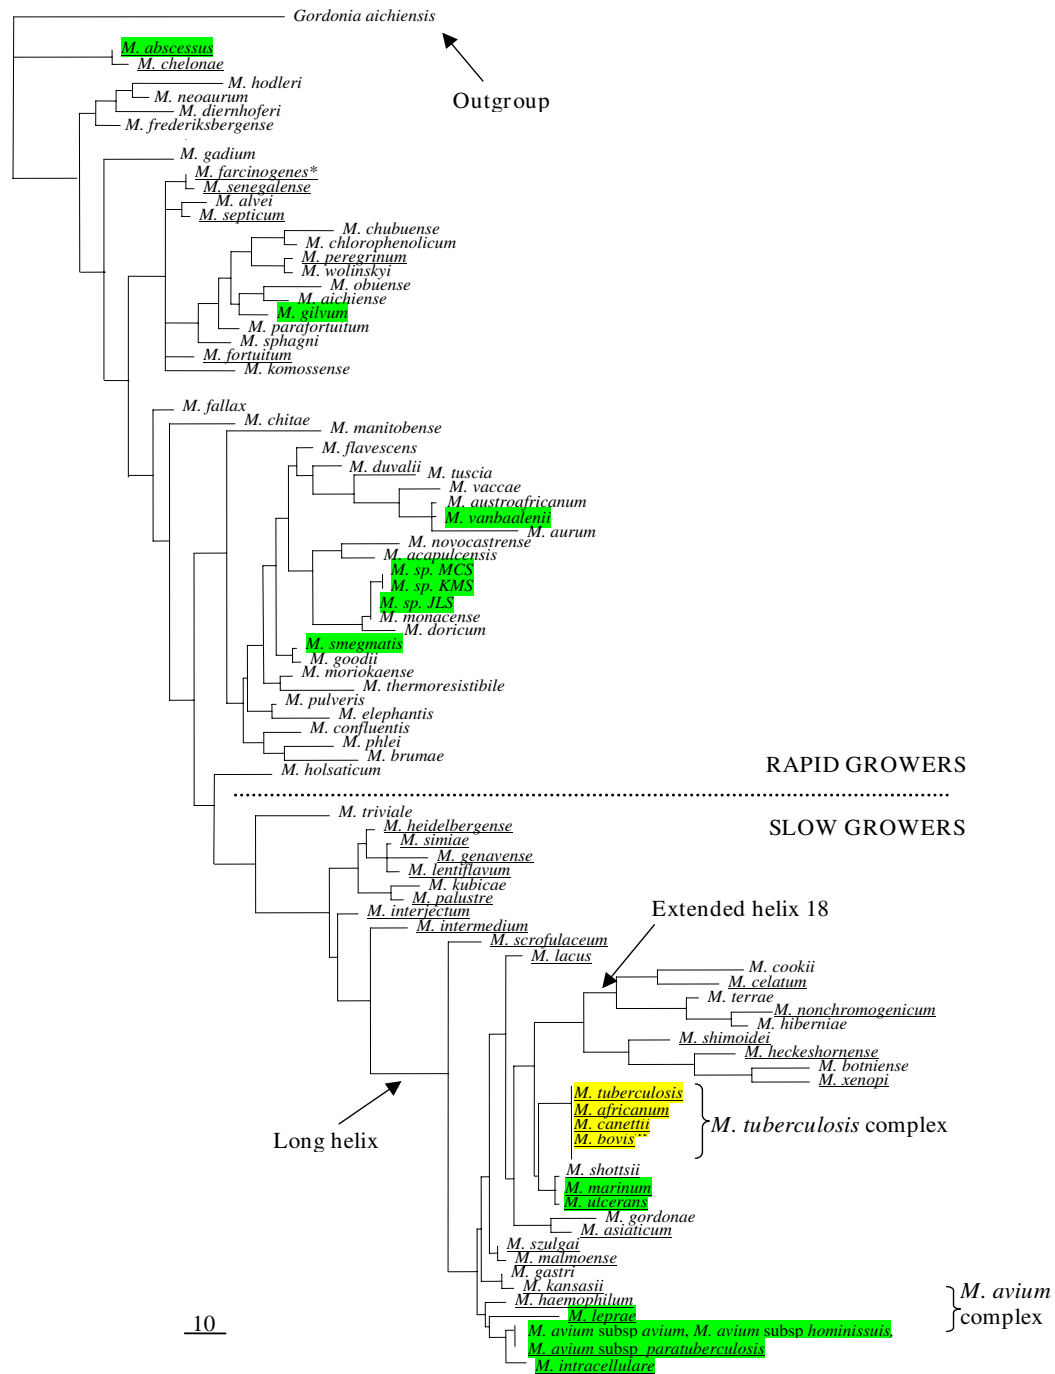 Gordonia aichiensis
M. abscessus
M. chelonae
M. hodleri
Outgroup
M. neoaurum
M. diernhoferi
M. frederiksbergense
M. gadium
M. farcinogenes*
M. senegalense
M. alvei
M. septicum
M. chubuense
M. chlorophenolicum
M. peregrinum
M. wolinskyi
M. obuense
M. aichiense
M. gilvum
M. parafortuitum
M. sphagni
M. fortuitum
M. komossense
M. fallax
M. chitae
M. manitobense
M. flavescens
M. duvalii
M. tuscia
M. vaccae
M. austroafricanum
M. vanbaalenii
M. aurum
M. novocastrense
M. acapulcensis
M. sp. MCS
M. sp. KMS
M. sp. JLS
M. monacense
M. doricum
M. smegmatis
M. goodii
M. moriokaense
M. thermoresistibile
M. pulveris
M. elephantis
M. confluentis
M. phlei
M. brumae
RAPID GROWERS
M. holsaticum
M. triviale
SLOW GROWERS
M. heidelbergense
M. simiae
M. genavense
M. lentiflavum
M. kubicae
M. palustre
M. interjectum
Extended helix 18
M. intermedium
M. scrofulaceum
M. lacus
M. cookii
M. celatum
M. terrae
M. nonchromogenicum
M. hiberniae
M. shimoidei
M. heckeshornense
M. botniense
M. xenopi
M. tuberculosis
M. africanum
M. canettii
M. tuberculosis complex
M. bovis
Long helix
M. shottsii
M. marinum
M. ulcerans
M. gordonae
M. asiaticum
M. szulgai
M. malmoense
M. gastri
M. kansasii
M. avium
complex
M. haemophilum
M. leprae
10
M. avium subsp avium, M. avium subsp hominissuis,
M. avium subsp paratuberculosis
M. intracellulare